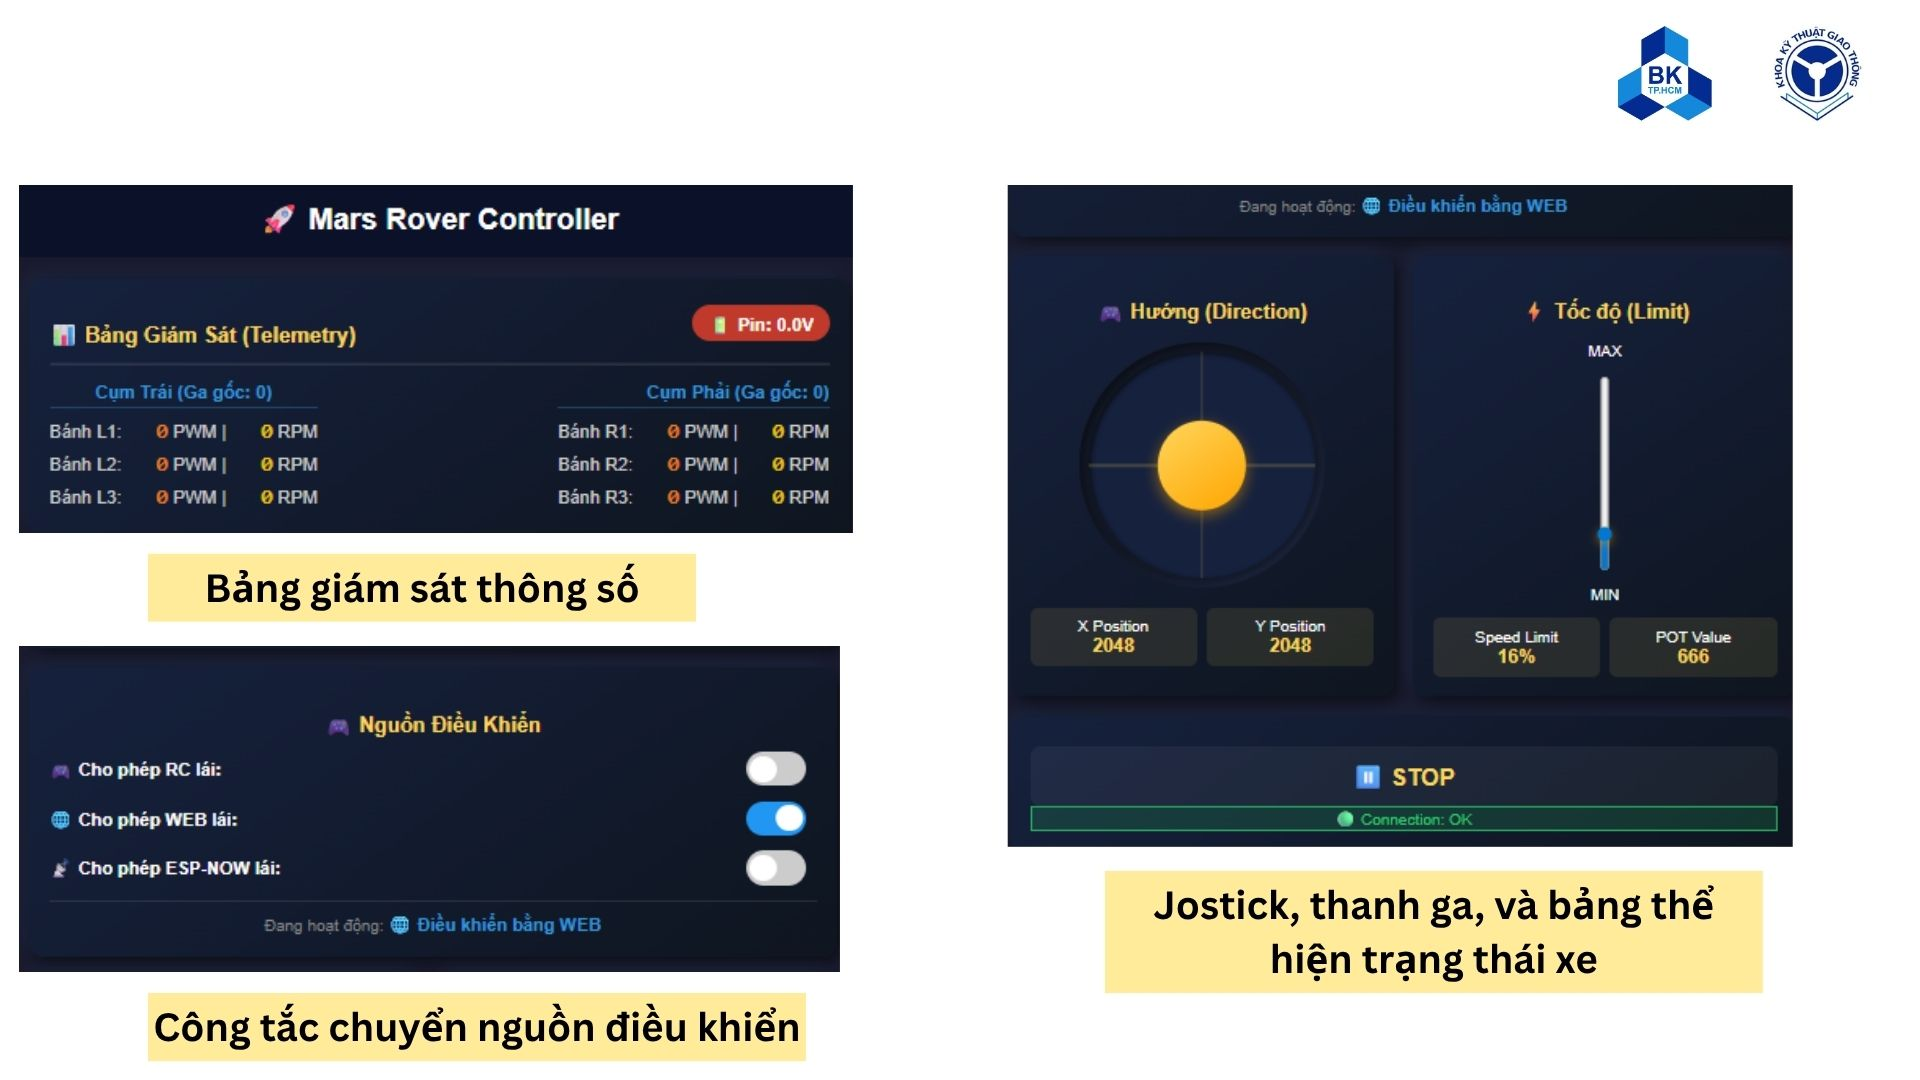 BK
TP.HCM
KHOA KỸ THUẬT GIAO THÔNG
Mars Rover Controller
Bảng Giám Sát (Telemetry)
Pin: 0.0V
Cụm Trái (Ga gốc: 0)
Bánh L1: 0 PWM | 0 RPM
Bánh L2: 0 PWM | 0 RPM
Bánh L3: 0 PWM | 0 RPM
Cụm Phải (Ga gốc: 0)
Bánh R1: 0 PWM | 0 RPM
Bánh R2: 0 PWM | 0 RPM
Bánh R3: 0 PWM | 0 RPM
Bảng giám sát thông số
Nguồn Điều Khiển
Cho phép RC lái:
Cho phép WEB lái:
Cho phép ESP-NOW lái:
Đang hoạt động: Điều khiển bằng WEB
Công tắc chuyển nguồn điều khiển
Đang hoạt động: Điều khiển bằng WEB
Hướng (Direction)
X Position
2048
Y Position
2048
Tốc độ (Limit)
MAX
MIN
Speed Limit
16%
POT Value
666
STOP
Connection: OK
Jostick, thanh ga, và bảng thể
hiện trạng thái xe